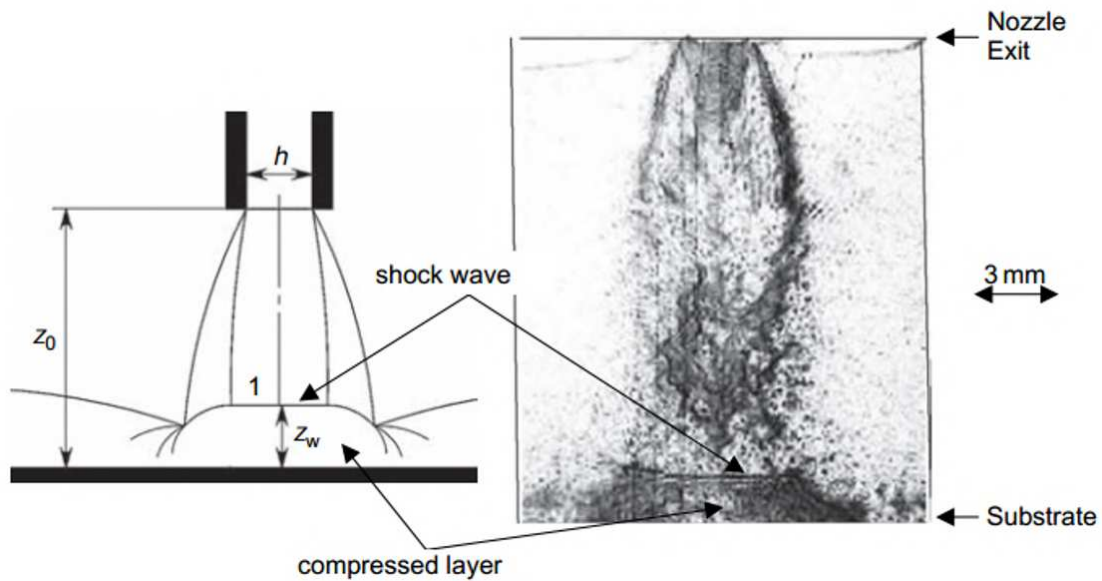 Nozzle
Exit
h
shock wave
3 mm
z0
1
zw
Substrate
compressed layer